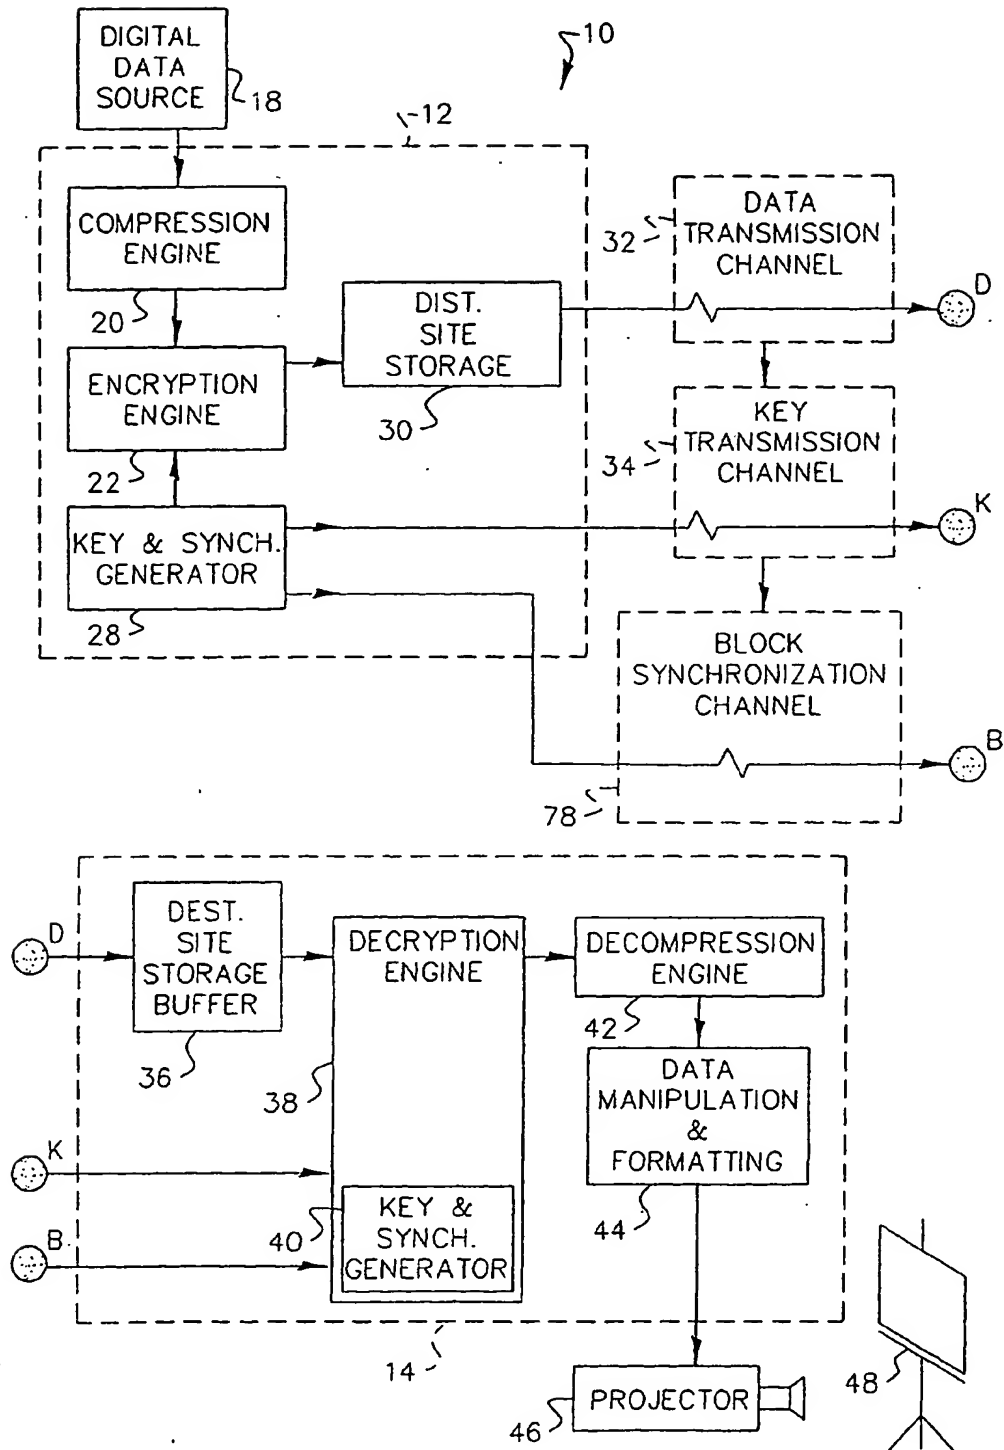 DIGITAL
DATA
SOURCE
18
10
12
COMPRESSION
ENGINE
20
ENCRYPTION
ENGINE
22
KEY & SYNCH.
GENERATOR
28
DIST.
SITE
STORAGE
30
DATA
TRANSMISSION
CHANNEL
32
D
KEY
TRANSMISSION
CHANNEL
34
K
BLOCK
SYNCHRONIZATION
CHANNEL
78
B
D
DEST.
SITE
STORAGE
BUFFER
36
K
B
DECRYPTION
ENGINE
38
KEY &
SYNCH.
GENERATOR
40
DECOMPRESSION
ENGINE
42
DATA
MANIPULATION
&
FORMATTING
44
14
PROJECTOR
46
48